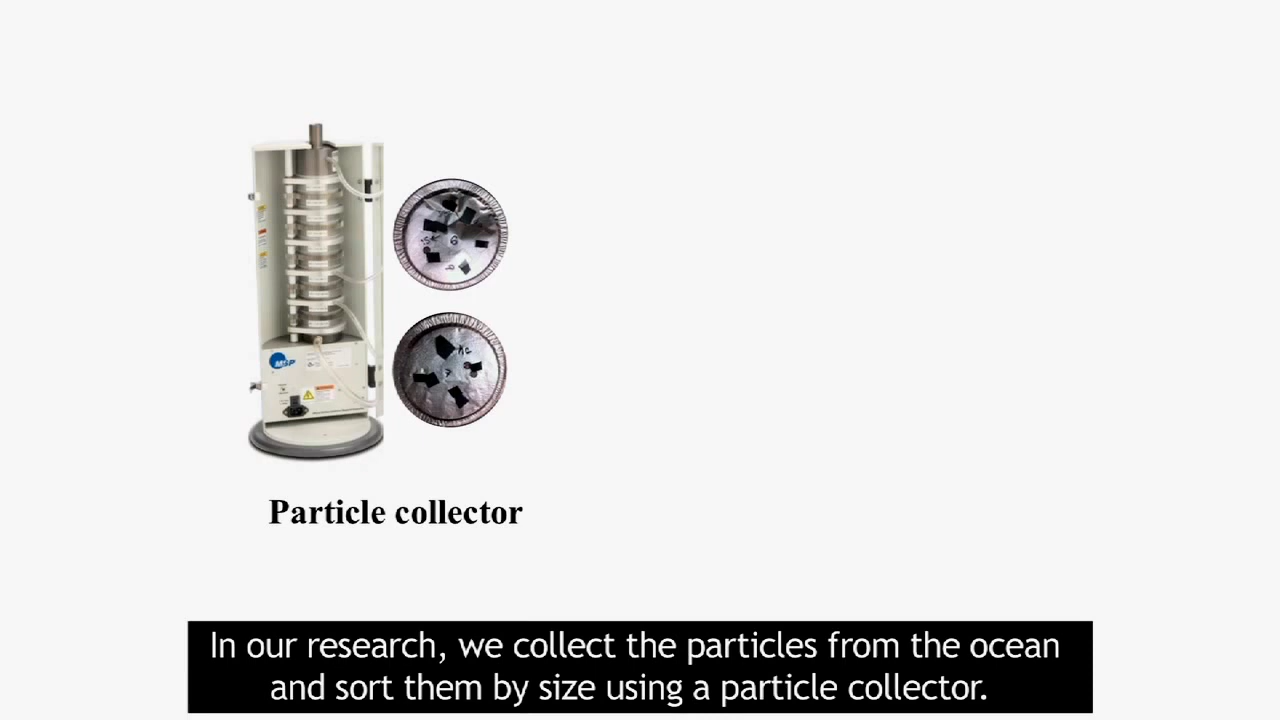 MSP
Particle collector
In our research, we collect the particles from the ocean
and sort them by size using a particle collector.